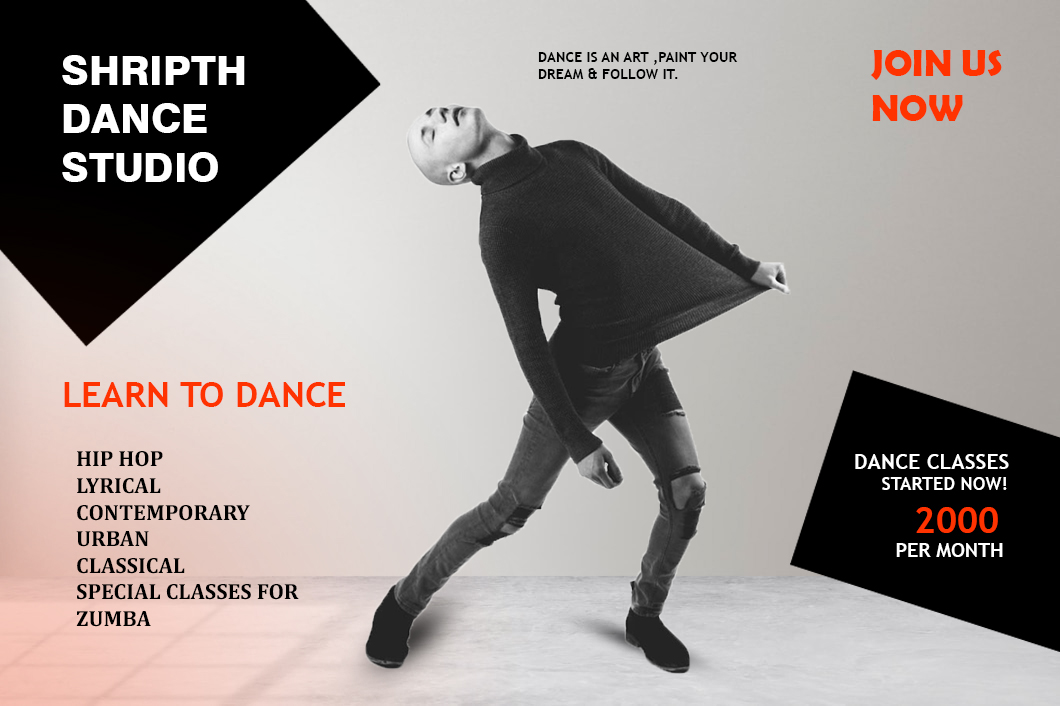 SHRIPTH
DANCE
STUDIO
DANCE IS AN ART ,PAINT YOUR
DREAM & FOLLOW IT.
JOIN US
NOW
LEARN TO DANCE
HIP HOP
LYRICAL
CONTEMPORARY
URBAN
CLASSICAL
SPECIAL CLASSES FOR
ZUMBA
DANCE CLASSES
STARTED NOW!
2000
PER MONTH